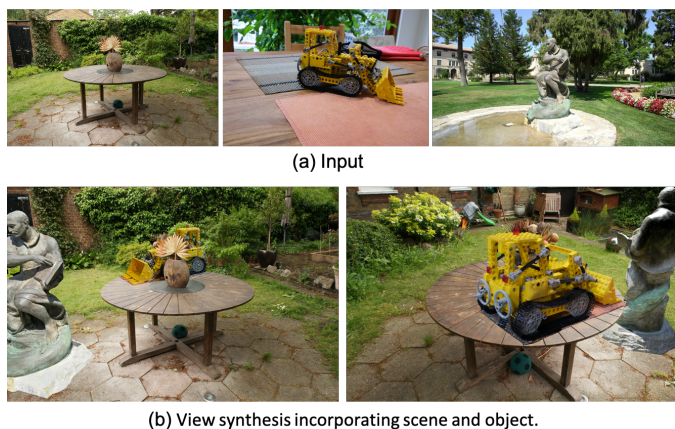 (a) Input
(b) View synthesis incorporating scene and object.